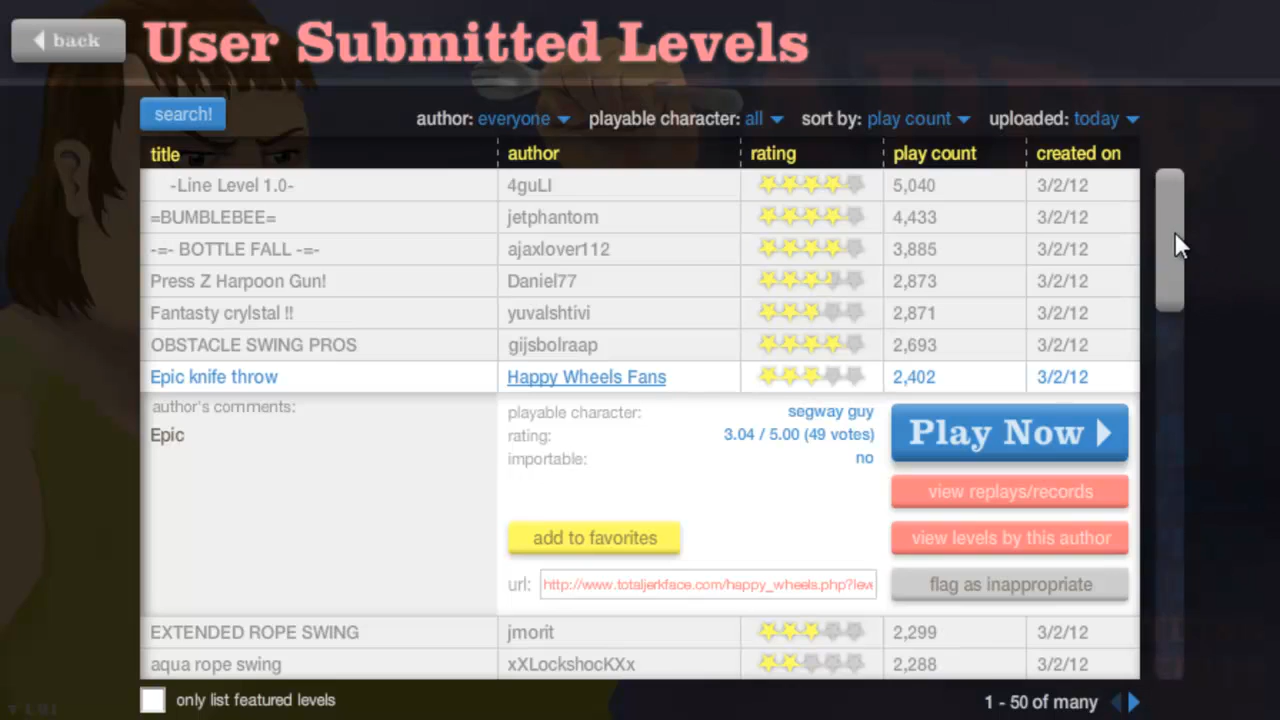 back User Submitted Levels
search! author: everyone playable character: all sort by: play count uploaded: today
title author rating play count created on
-Line Level 1.0- 4guLI 5,040 3/2/12
=BUMBLEBEE= jetphantom 4,433 3/2/12
-=- BOTTLE FALL -=- ajaxlover112 3,885 3/2/12
Press Z Harpoon Gun! Daniel77 2,873 3/2/12
Fantasty crylstal !! yuvalshtivi 2,871 3/2/12
OBSTACLE SWING PROS gijsbolraap 2,693 3/2/12
Epic knife throw Happy Wheels Fans 2,402 3/2/12
author's comments: playable character: segway guy Play Now
Epic rating: 3.04 / 5.00 (49 votes)
importable: no
view replays/records
add to favorites view levels by this author
url: http://www.totaljerkface.com/happy_wheels.php?leve flag as inappropriate
EXTENDED ROPE SWING jmorit 2,299 3/2/12
aqua rope swing xXLockshocKXx 2,288 3/2/12
only list featured levels 1 - 50 of many